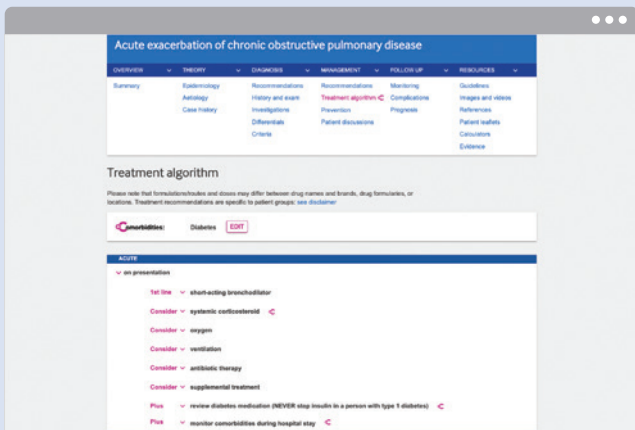 Acute exacerbation of chronic obstructive pulmonary disease
OVERVIEW THEORY DIAGNOSIS MANAGEMENT FOLLOW UP RESOURCES
Summary Epidemiology Recommendations Recommendations Monitoring Guidelines
Aetiology History and exam Treatment algorithm Complications Images and videos
Case history Investigations Prevention Prognosis References
Differentials Patient discussions Patient leaflets
Criteria Calculators
Evidence
Treatment algorithm
Please note that formulations/routes and doses may differ between drug names and brands, drug formularies, or
locations. Treatment recommendations are specific to patient groups: see disclaimer
Comorbidities: Diabetes EDIT
ACUTE
on presentation
1st line short-acting bronchodilator
Consider systemic corticosteroid
Consider oxygen
Consider ventilation
Consider antibiotic therapy
Consider supplemental treatment
Plus review diabetes medication (NEVER stop insulin in a person with type 1 diabetes)
Plus monitor comorbidities during hospital stay